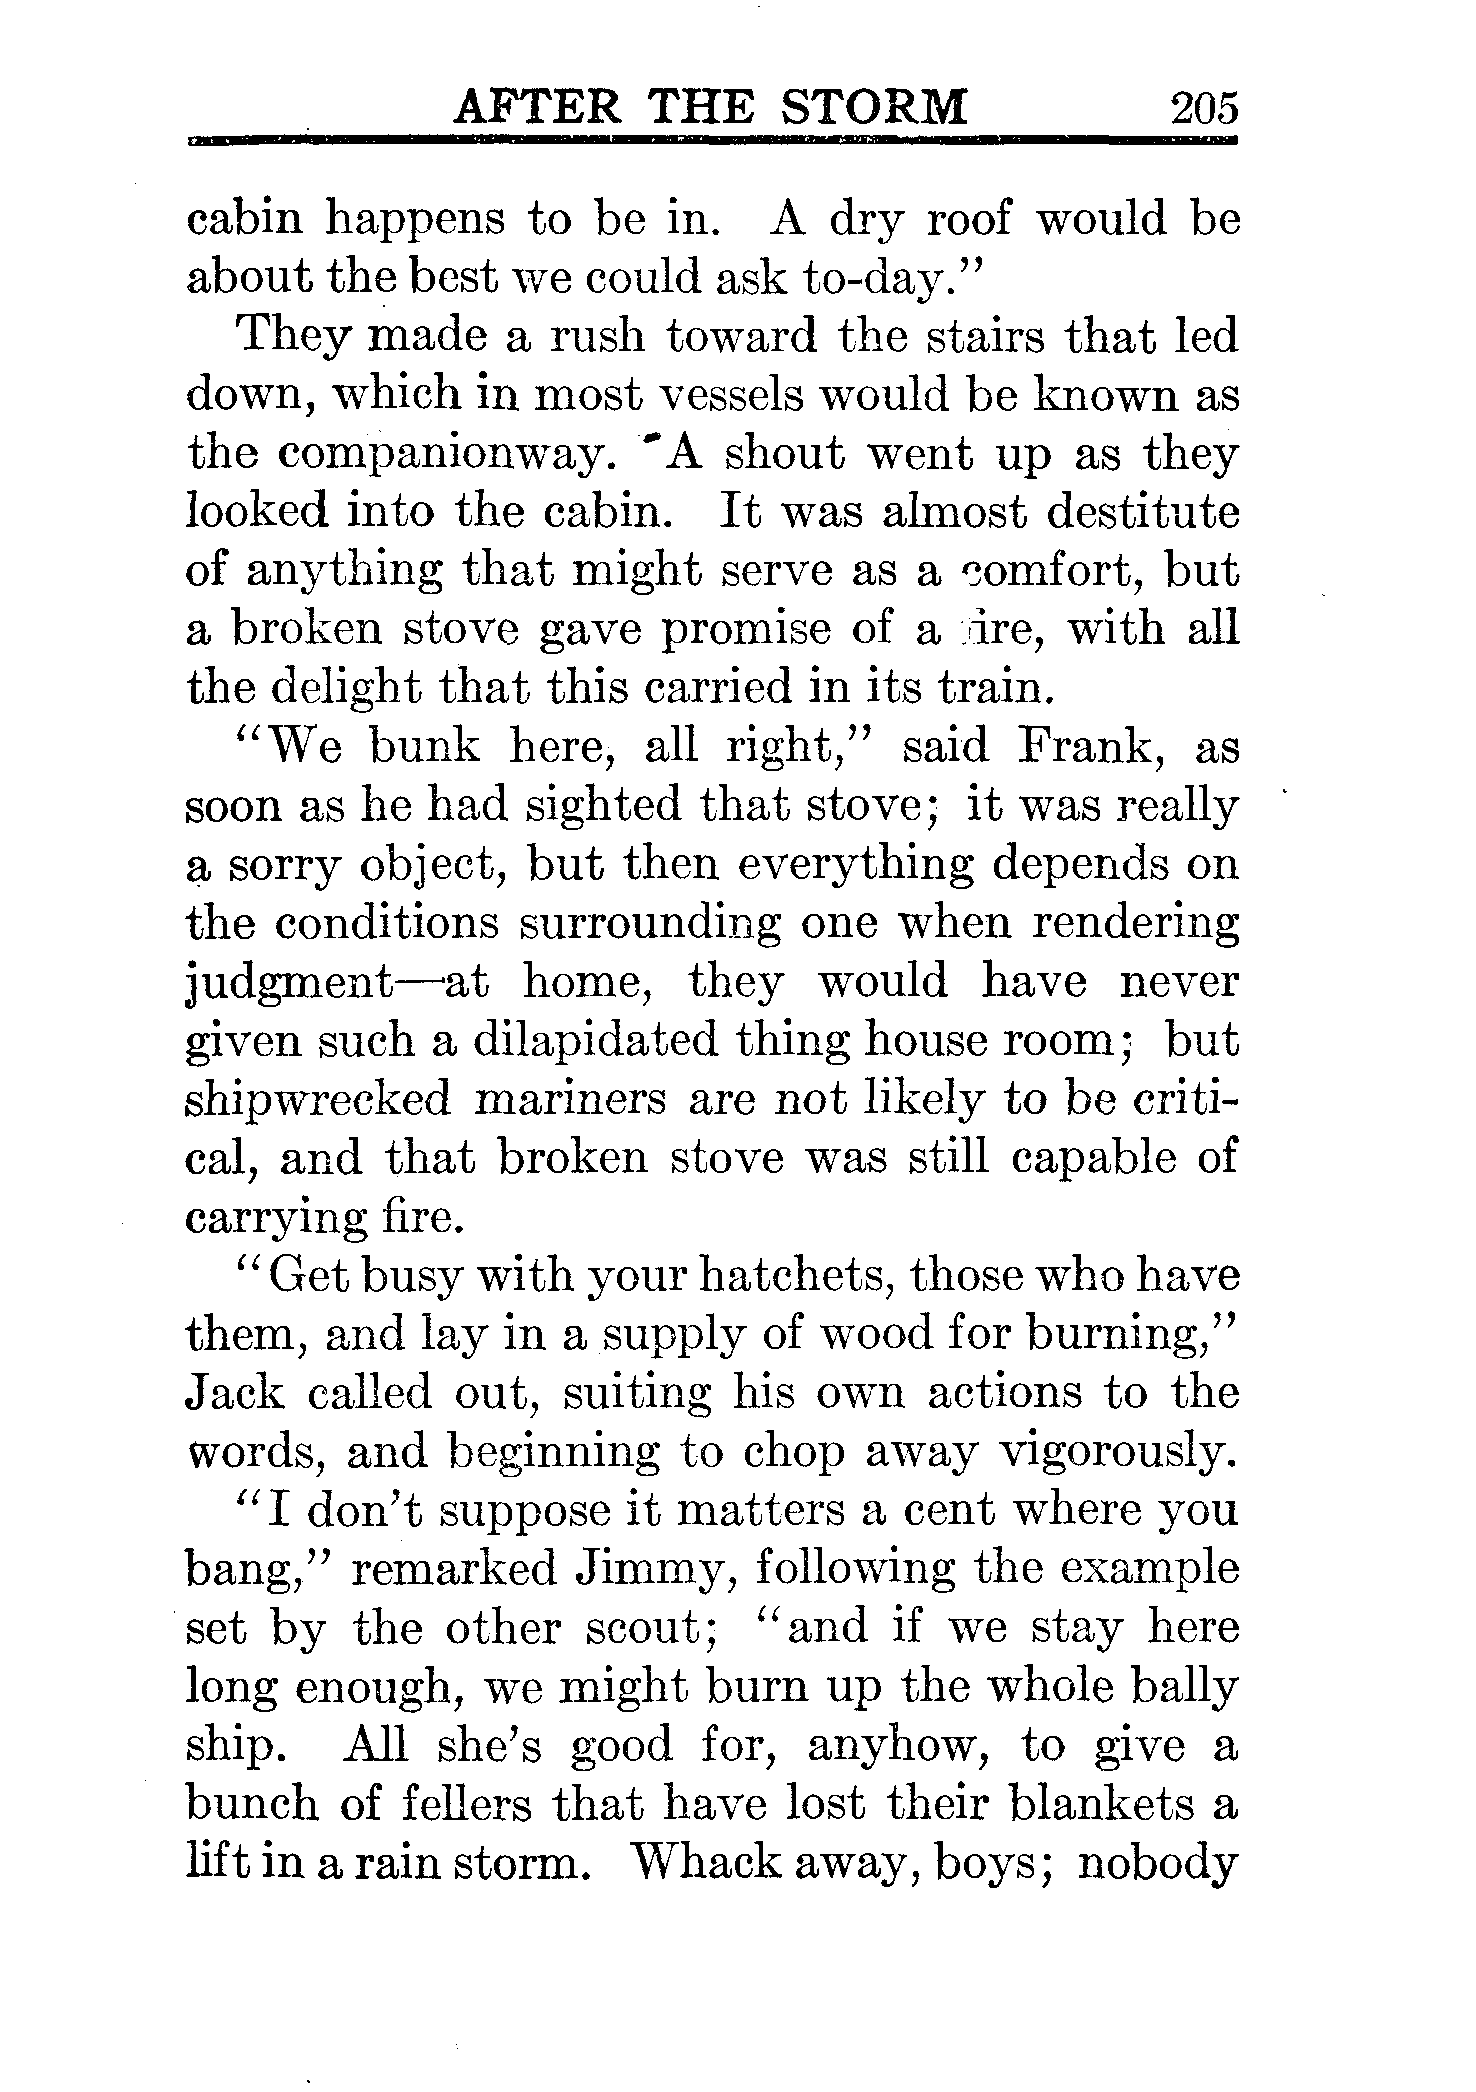 AFTER THE STORM 205
cabin happens to be in. A dry roof would be
about the best we could ask to-day.”
They made a rush toward the stairs that led
down, which in most vessels would be known as
the companionway. A shout went up as they
looked into the cabin. It was almost destitute
of anything that might serve as a comfort, but
a broken stove gave promise of a fire, with all
the delight that this carried in its train.
“We bunk here, all right,” said Frank, as
soon as he had sighted that stove; it was really
a sorry object, but then everything depends on
the conditions surrounding one when rendering
judgment—at home, they would have never
given such a dilapidated thing house room; but
shipwrecked mariners are not likely to be criti-
cal, and that broken stove was still capable of
carrying fire.
“Get busy with your hatchets, those who have
them, and lay in a supply of wood for burning,”
Jack called out, suiting his own actions to the
words, and beginning to chop away vigorously.
“I don’t suppose it matters a cent where you
bang,” remarked Jimmy, following the example
set by the other scout; “and if we stay here
long enough, we might burn up the whole bally
ship. All she’s good for, anyhow, to give a
bunch of fellers that have lost their blankets a
lift in a rain storm. Whack away, boys; nobody